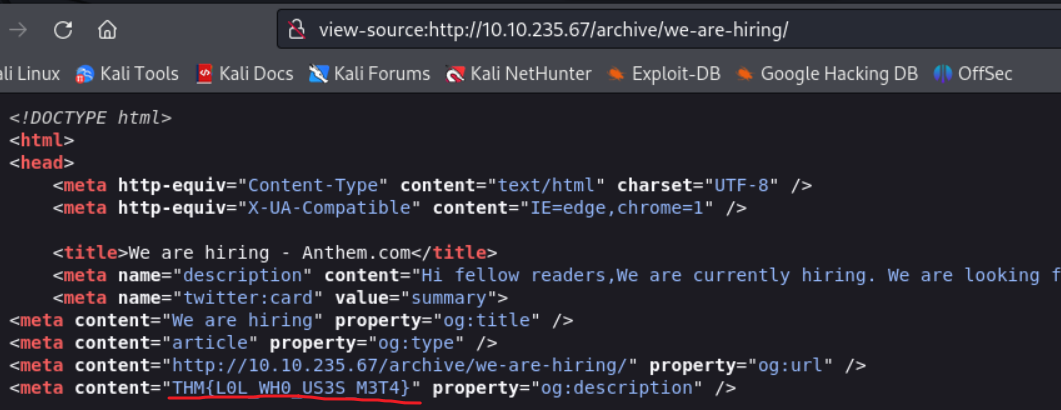 view-source:http://10.10.235.67/archive/we-are-hiring/
ali Linux Kali Tools Kali Docs Kali Forums Kali NetHunter Exploit-DB Google Hacking DB OffSec
<!DOCTYPE html>
<html>
<head>
<meta http-equiv="Content-Type" content="text/html" charset="UTF-8" />
<meta http-equiv="X-UA-Compatible" content="IE=edge,chrome=1" />
<title>We are hiring - Anthem.com</title>
<meta name="description" content="Hi fellow readers,We are currently hiring. We are looking f
<meta name="twitter:card" value="summary">
<meta content="We are hiring" property="og:title" />
<meta content="article" property="og:type" />
<meta content="http://10.10.235.67/archive/we-are-hiring/" property="og:url" />
<meta content="THM{L0L_WH0_US3S_M3T4}" property="og:description" />